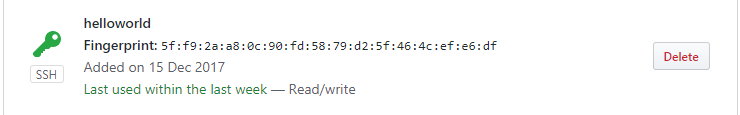 helloworld
Fingerprint: 5f:f9:2a:a8:0c:90:fd:58:79:d2:5f:46:4c:ef:e6:df
SSH
Added on 15 Dec 2017
Last used within the last week — Read/write
Delete